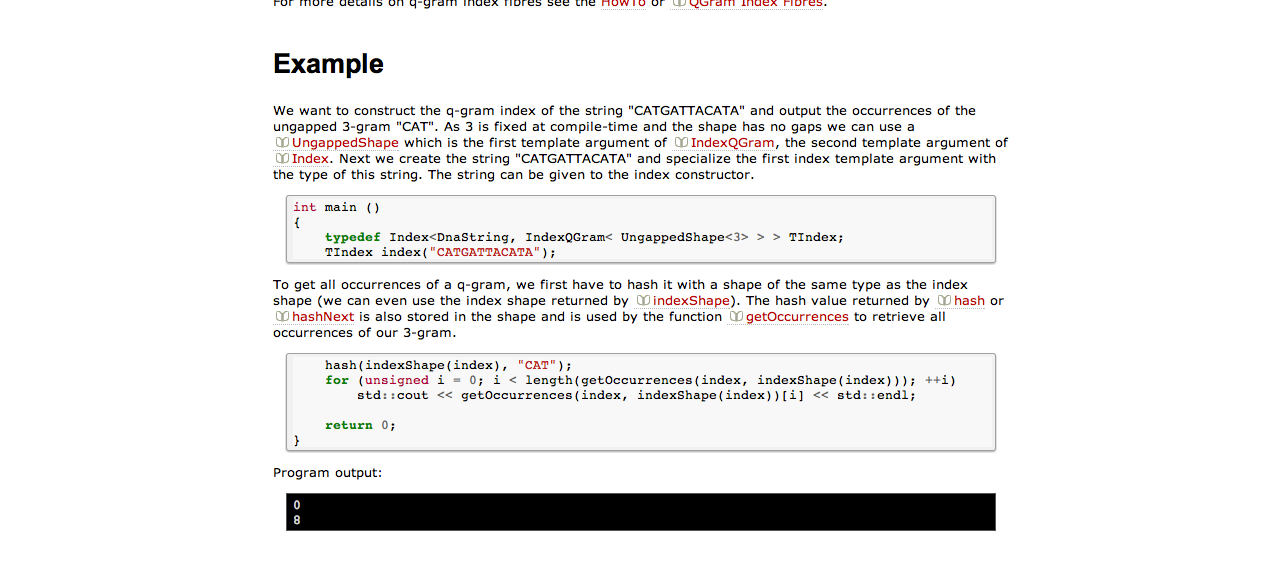 For more details on q-gram index fibres see the HowTo or QGram Index Fibres.
Example
We want to construct the q-gram index of the string "CATGATTACATA" and output the occurrences of the
ungapped 3-gram "CAT". As 3 is fixed at compile-time and the shape has no gaps we can use a
UngappedShape which is the first template argument of IndexQGram, the second template argument of
Index. Next we create the string "CATGATTACATA" and specialize the first index template argument with
the type of this string. The string can be given to the index constructor.
int main ()
{
    typedef Index<DnaString, IndexQGram< UngappedShape<3> > > TIndex;
    TIndex index("CATGATTACATA");
To get all occurrences of a q-gram, we first have to hash it with a shape of the same type as the index
shape (we can even use the index shape returned by indexShape). The hash value returned by hash or
hashNext is also stored in the shape and is used by the function getOccurrences to retrieve all
occurrences of our 3-gram.
    hash(indexShape(index), "CAT");
    for (unsigned i = 0; i < length(getOccurrences(index, indexShape(index))); ++i)
        std::cout << getOccurrences(index, indexShape(index))[i] << std::endl;
    return 0;
}
Program output:
0
8